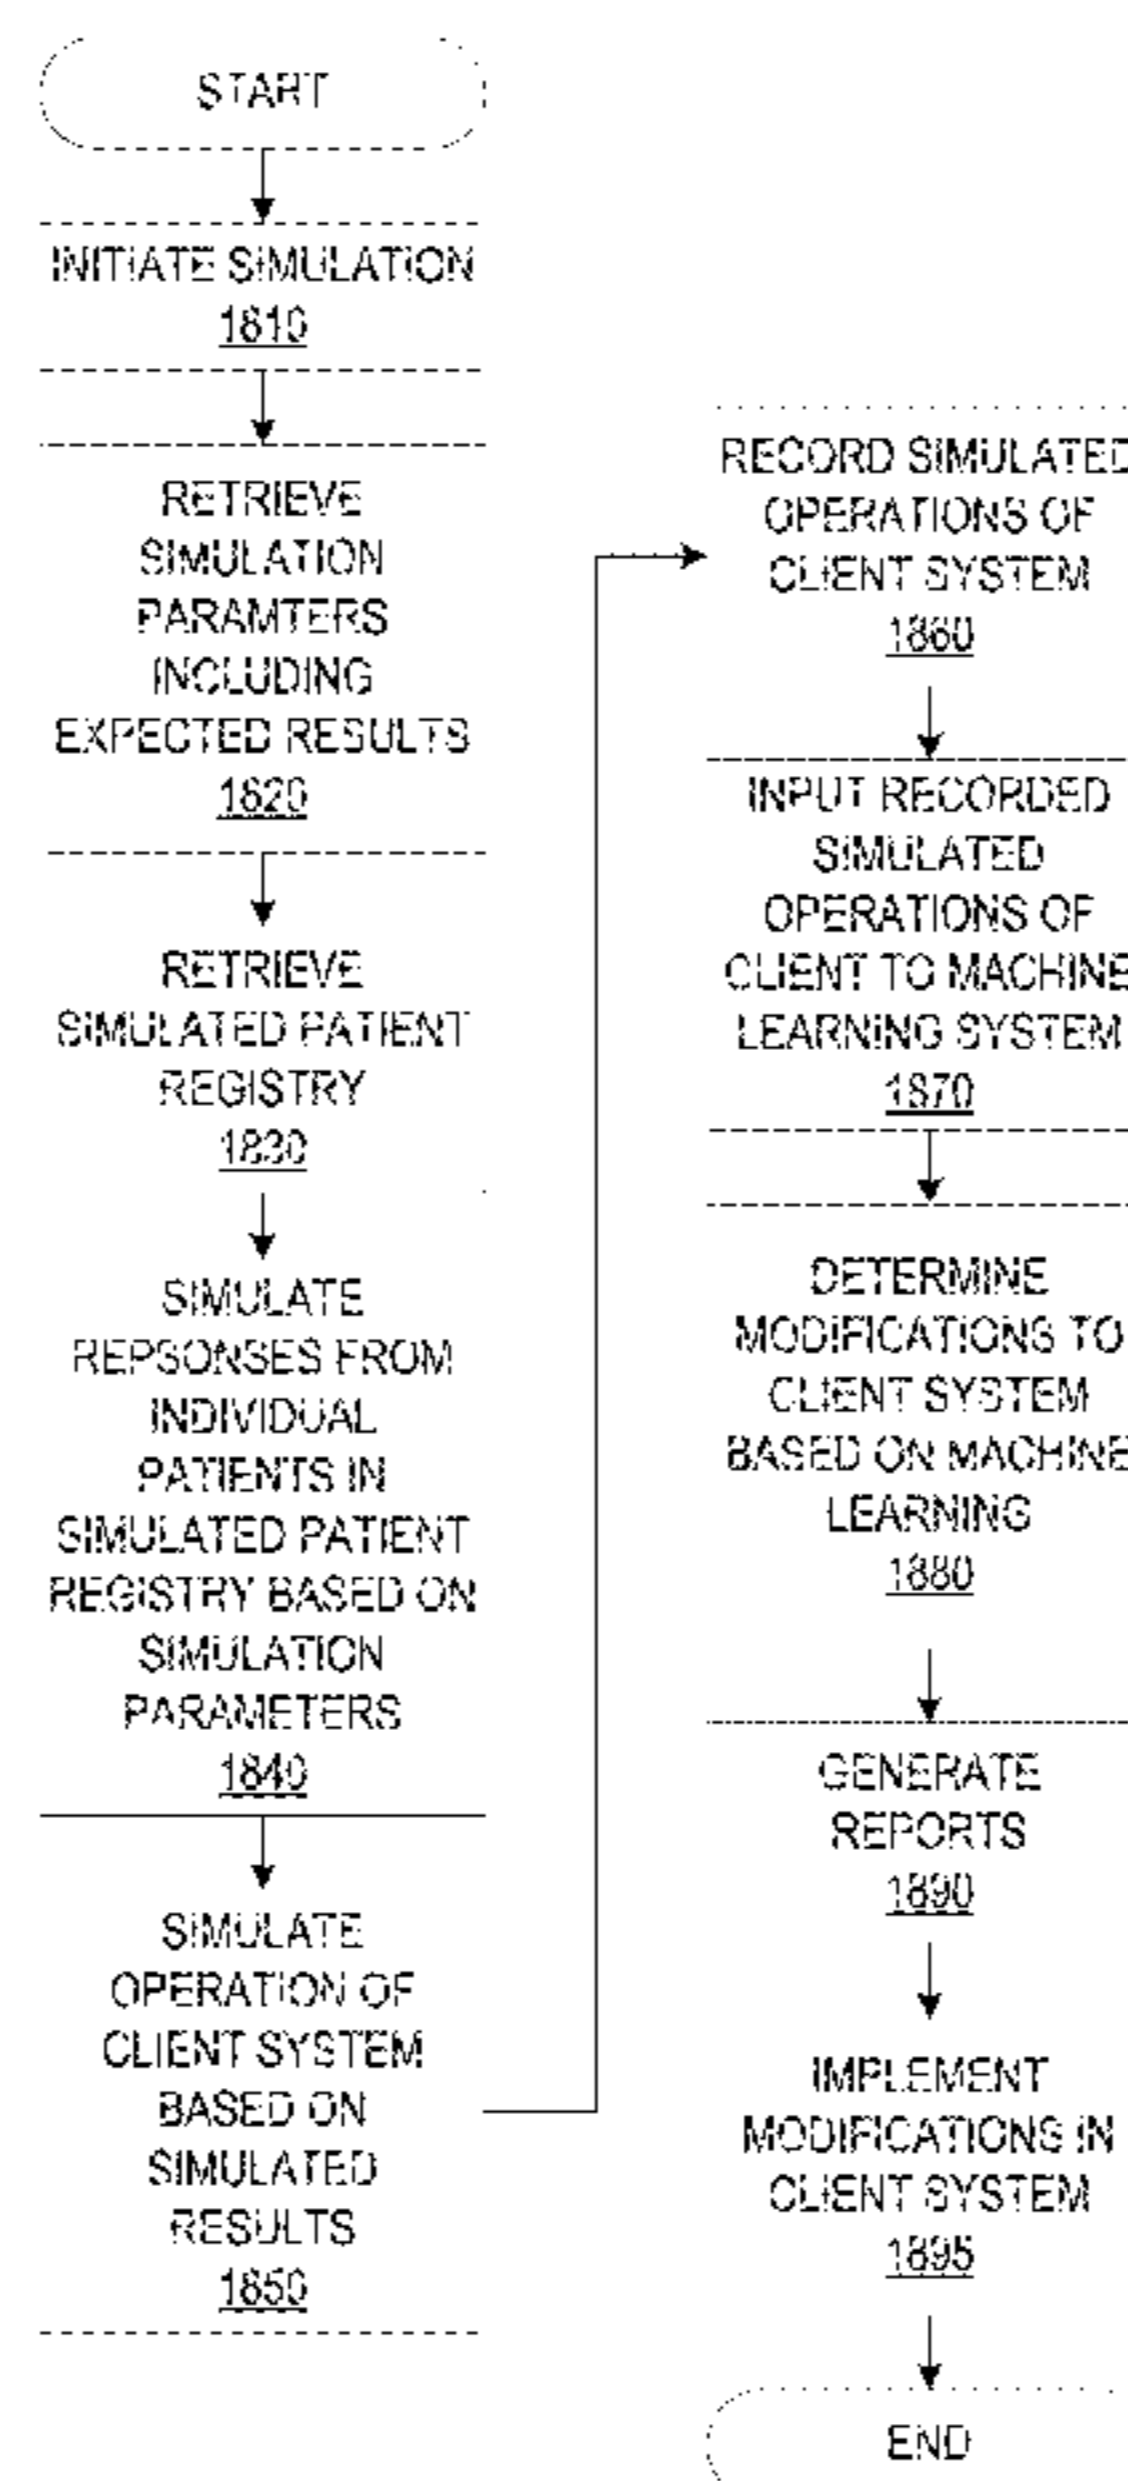 START
INITIATE SIMULATION
1810
RETRIEVE
SIMULATION
PARAMTERS
INCLUDING
EXPECTED RESULTS
1820
RETRIEVE
SIMULATED PATIENT
REGISTRY
1830
SIMULATE
REPSONSES FROM
INDIVIDUAL
PATIENTS IN
SIMULATED PATIENT
REGISTRY BASED ON
SIMULATION
PARAMETERS
1840
SIMULATE
OPERATION OF
CLIENT SYSTEM
BASED ON
SIMULATED
RESULTS
1850
RECORD SIMULATED
OPERATIONS OF
CLIENT SYSTEM
1860
INPUT RECORDED
SIMULATED
OPERATIONS OF
CLIENT TO MACHINE
LEARNING SYSTEM
1870
DETERMINE
MODIFICATIONS TO
CLIENT SYSTEM
BASED ON MACHINE
LEARNING
1880
GENERATE
REPORTS
1890
IMPLEMENT
MODIFICATIONS IN
CLIENT SYSTEM
1895
END